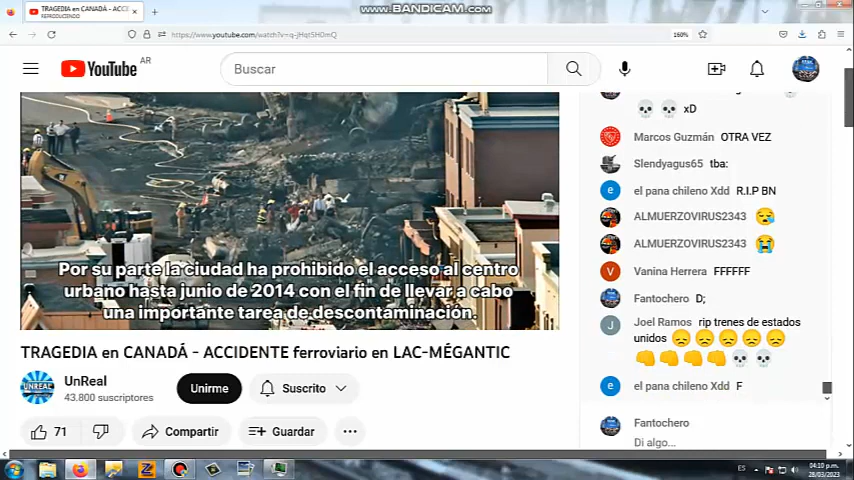 TRAGEDIA en CANADÁ - ACCIDE
REPRODUCIENDO
WWW.BANDICAM.COM
https://www.youtube.com/watch?v=q-jHqt5H0mQ
160%
YouTube AR
Buscar
xD
Marcos Guzmán OTRA VEZ
Slendyagus65 tba:
el pana chileno Xdd R.I.P BN
ALMUERZOVIRUS2343 😪
ALMUERZOVIRUS2343 😭
Vanina Herrera FFFFFF
Fantochero D;
Joel Ramos rip trenes de estados
unidos 😞 😞 😞 😞 😞
👊 👊 👊 👊 💀 💀
el pana chileno Xdd F
Fantochero
Di algo...
Por su parte la ciudad ha prohibido el acceso al centro
urbano hasta junio de 2014 con el fin de llevar a cabo
una importante tarea de descontaminación.
TRAGEDIA en CANADÁ - ACCIDENTE ferroviario en LAC-MÉGANTIC
UNREAL
UnReal
43.800 suscriptores
Unirme
Suscrito
71
Compartir
Guardar
ES
04:10 p.m.
28/03/2023